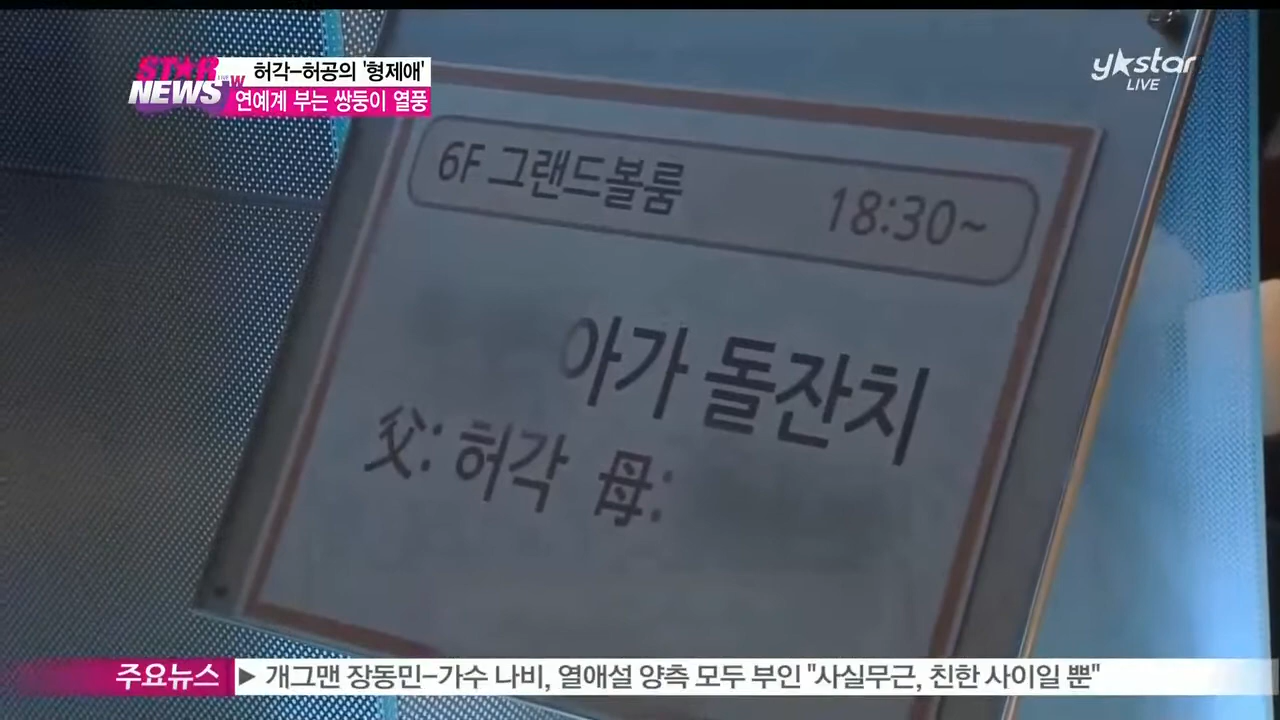 STAR NEWS
LIVE
허각-허공의 '형제애'
연예계 부는 쌍둥이 열풍
ystar
LIVE
6F 그랜드볼룸 18:30~
아가 돌잔치
父: 허각 母:
주요뉴스 ▶ 개그맨 장동민-가수 나비, 열애설 양측 모두 부인 "사실무근, 친한 사이일 뿐"